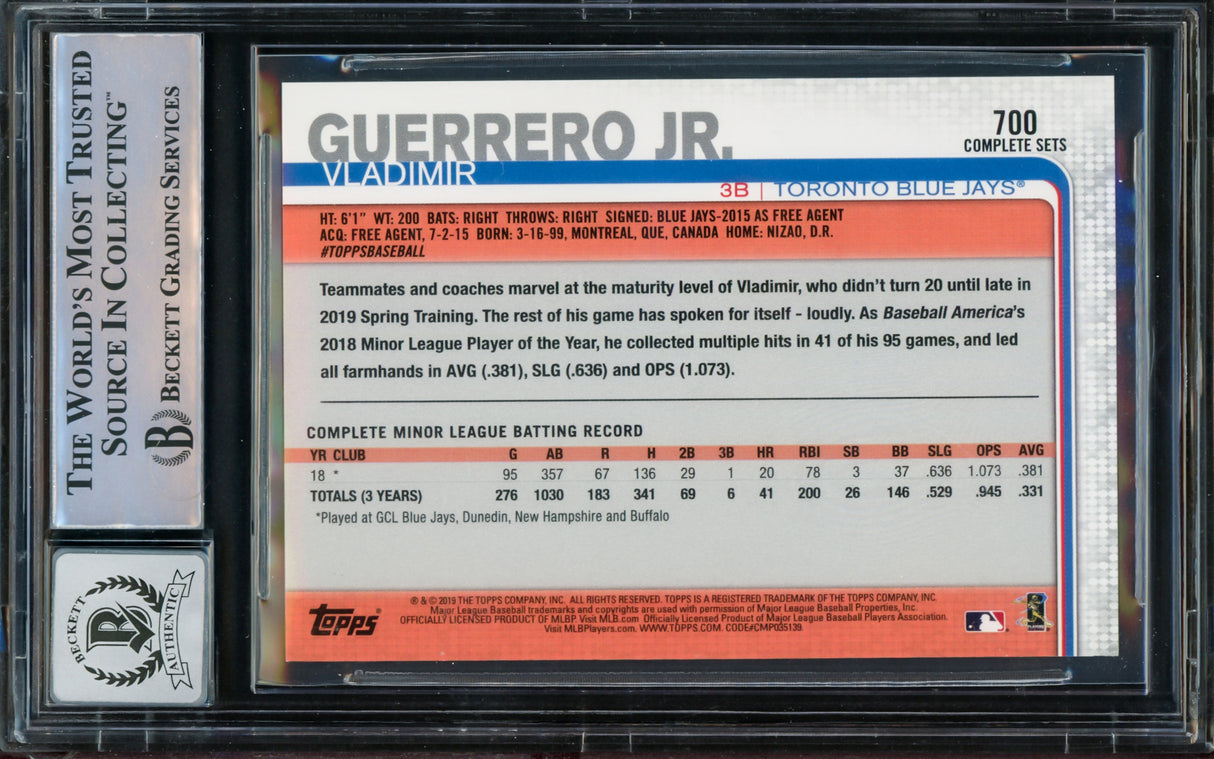 THE WORLD'S MOST TRUSTED
SOURCE IN COLLECTING™
BECKETT GRADING SERVICES
B
BECKETT
B
AUTHENTIC
GUERRERO JR.
VLADIMIR
700
COMPLETE SETS
3B | TORONTO BLUE JAYS®
HT: 6'1" WT: 200 BATS: RIGHT THROWS: RIGHT SIGNED: BLUE JAYS-2015 AS FREE AGENT
ACQ: FREE AGENT, 7-2-15 BORN: 3-16-99, MONTREAL, QUE, CANADA HOME: NIZAO, D.R.
#TOPPSBASEBALL
Teammates and coaches marvel at the maturity level of Vladimir, who didn't turn 20 until late in
2019 Spring Training. The rest of his game has spoken for itself - loudly. As Baseball America's
2018 Minor League Player of the Year, he collected multiple hits in 41 of his 95 games, and led
all farmhands in AVG (.381), SLG (.636) and OPS (1.073).
COMPLETE MINOR LEAGUE BATTING RECORD
YR CLUB G AB R H 2B 3B HR RBI SB BB SLG OPS AVG
18 * 95 357 67 136 29 1 20 78 3 37 .636 1.073 .381
TOTALS (3 YEARS) 276 1030 183 341 69 6 41 200 26 146 .529 .945 .331
*Played at GCL Blue Jays, Dunedin, New Hampshire and Buffalo
Topps®
® & © 2019 THE TOPPS COMPANY, INC. ALL RIGHTS RESERVED. TOPPS IS A REGISTERED TRADEMARK OF THE TOPPS COMPANY, INC.
Major League Baseball trademarks and copyrights are used with permission of Major League Baseball Properties, Inc.
OFFICIALLY LICENSED PRODUCT OF MLBP Visit MLB.com Officially Licensed Product of Major League Baseball Players Association.
Visit MLBPlayers.com. WWW.TOPPS.COM. CODE#CMP035139.